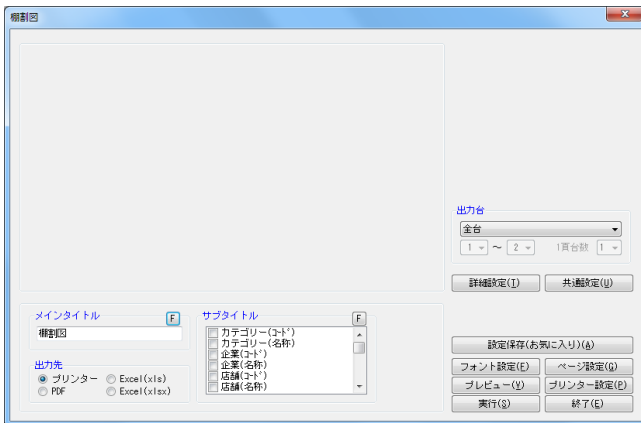 棚割図
出力台
全台
1 ～ 2 1頁台数 1
詳細設定(I) 共通設定(U)
メインタイトル F
棚割図
出力先
プリンター Excel(xls)
PDF Excel(xlsx)
サブタイトル F
カテゴリー(ｺｰﾄﾞ)
カテゴリー(名称)
企業(ｺｰﾄﾞ)
企業(名称)
店舗(ｺｰﾄﾞ)
店舗(名称)
設定保存(お気に入り)(A)
フォント設定(F) ページ設定(G)
プレビュー(V) プリンター設定(P)
実行(S) 終了(E)